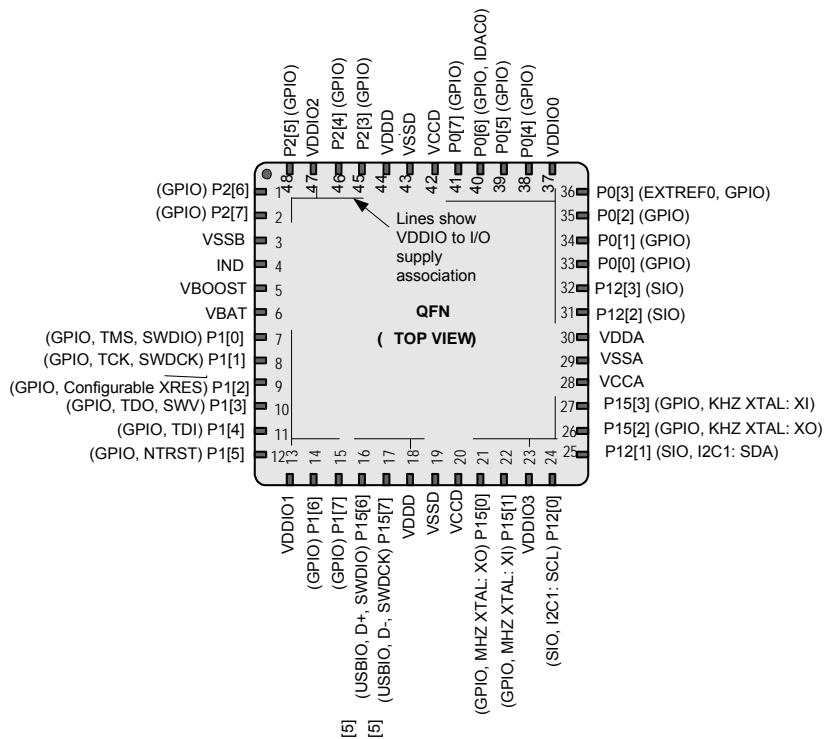 P2[5] (GPIO)
VDDIO2
P2[4] (GPIO)
P2[3] (GPIO)
VDDD
VSSD
VCCD
P0[7] (GPIO)
P0[6] (GPIO, IDAC0)
P0[5] (GPIO)
P0[4] (GPIO)
VDDIO0
48
47
46
45
44
43
42
41
40
39
38
37
(GPIO) P2[6] 1
(GPIO) P2[7] 2
VSSB 3
IND 4
VBOOST 5
VBAT 6
(GPIO, TMS, SWDIO) P1[0] 7
(GPIO, TCK, SWDCK) P1[1] 8
(GPIO, Configurable XRES) P1[2] 9
(GPIO, TDO, SWV) P1[3] 10
(GPIO, TDI) P1[4] 11
(GPIO, NTRST) P1[5] 12
Lines show
VDDIO to I/O
supply
association
QFN
( TOP VIEW)
36 P0[3] (EXTREF0, GPIO)
35 P0[2] (GPIO)
34 P0[1] (GPIO)
33 P0[0] (GPIO)
32 P12[3] (SIO)
31 P12[2] (SIO)
30 VDDA
29 VSSA
28 VCCA
27 P15[3] (GPIO, KHZ XTAL: XI)
26 P15[2] (GPIO, KHZ XTAL: XO)
25 P12[1] (SIO, I2C1: SDA)
13
14
15
16
17
18
19
20
21
22
23
24
VDDIO1
(GPIO) P1[6]
(GPIO) P1[7]
(USBIO, D+, SWDIO) P15[6]
(USBIO, D-, SWDCK) P15[7]
VDDD
VSSD
VCCD
(GPIO, MHZ XTAL: XO) P15[0]
(GPIO, MHZ XTAL: XI) P15[1]
VDDIO3
(SIO, I2C1: SCL) P12[0]
[5]
[5]